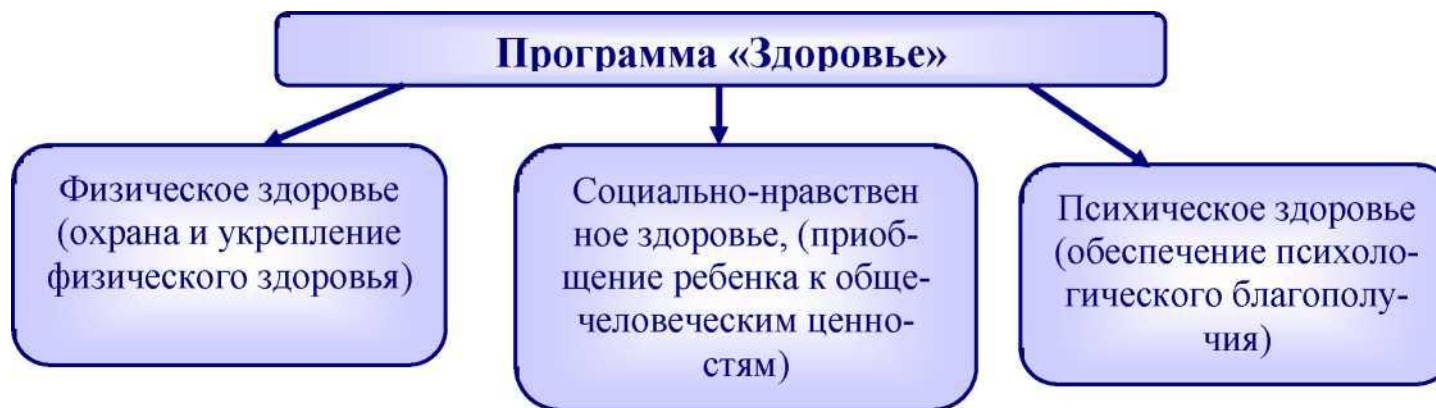 Программа «Здоровье»
Физическое здоровье
(охрана и укрепление
физического здоровья)
Социально-нравствен
ное здоровье, (приоб-
щение ребенка к обще-
человеческим ценно-
стям)
Психическое здоровье
(обеспечение психоло-
гического благополу-
чия)